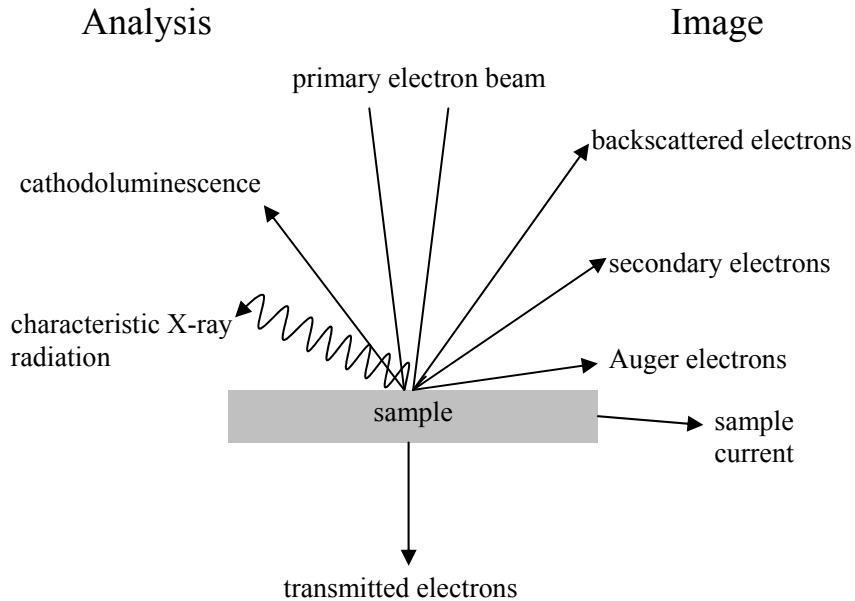 Analysis
Image
primary electron beam
backscattered electrons
cathodoluminescence
secondary electrons
characteristic X-ray
radiation
Auger electrons
sample
sample
current
transmitted electrons